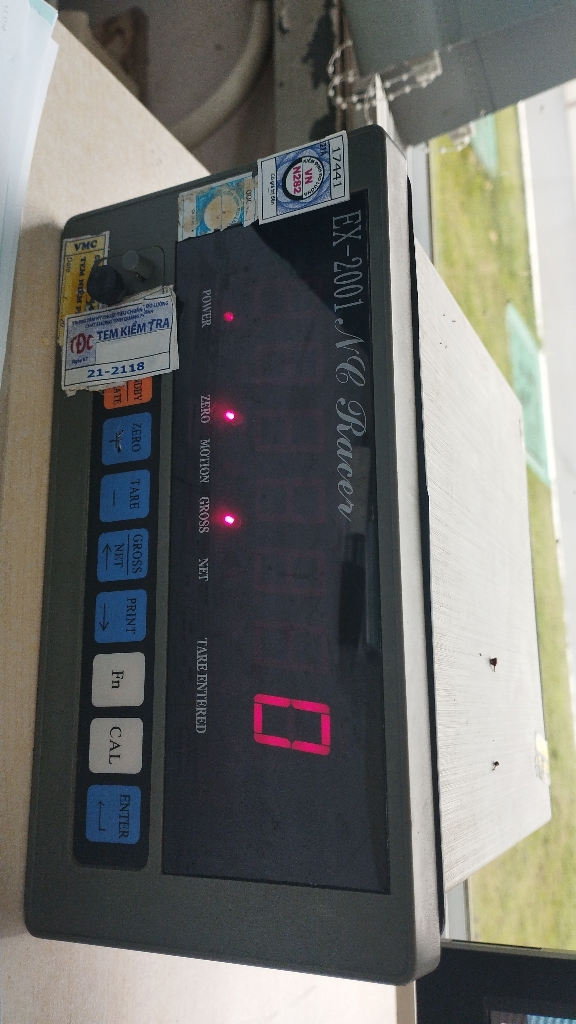 EX-2001 NC Racer
17441
VN
N282
0
POWER
ZERO
MOTION
GROSS
NET
TARE ENTERED
VMC
TEM KIỂM TRA
21-2118
ZERO
TARE
GROSS
NET
PRINT
Fn
CAL
ENTER